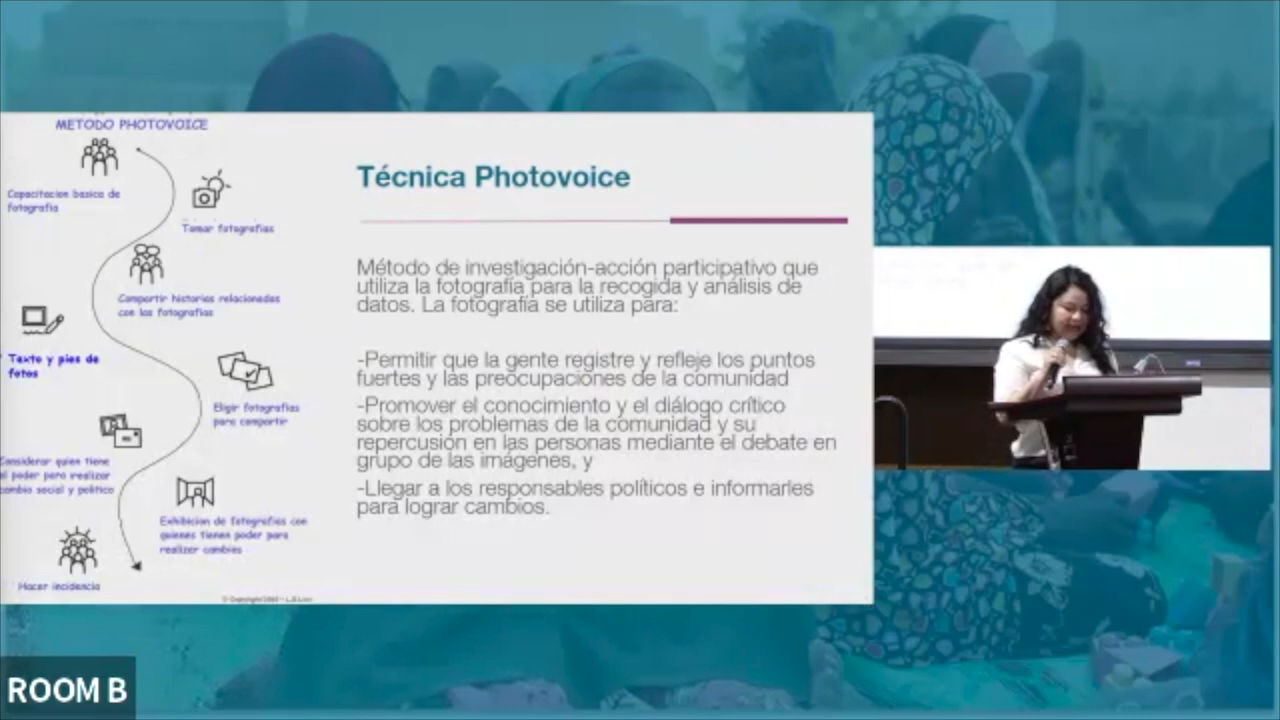 METODO PHOTOVOICE
Capacitacion basica de
fotografia
Tomar fotografias
Compartir historias relacionadas
con las fotografias
Texto y pies de
fotos
Eligir fotografias
para compartir
Considerar quien tiene
el poder para realizar
cambio social y politico
Exhibicion de fotografias con
quienes tienen poder para
realizar cambios
Hacer incidencia
Técnica Photovoice
Método de investigación-acción participativo que
utiliza la fotografía para la recogida y análisis de
datos. La fotografía se utiliza para:
-Permitir que la gente registre y refleje los puntos
fuertes y las preocupaciones de la comunidad
-Promover el conocimiento y el diálogo crítico
sobre los problemas de la comunidad y su
repercusión en las personas mediante el debate en
grupo de las imágenes, y
-Llegar a los responsables políticos e informarles
para lograr cambios.
© Copyright
ROOM B